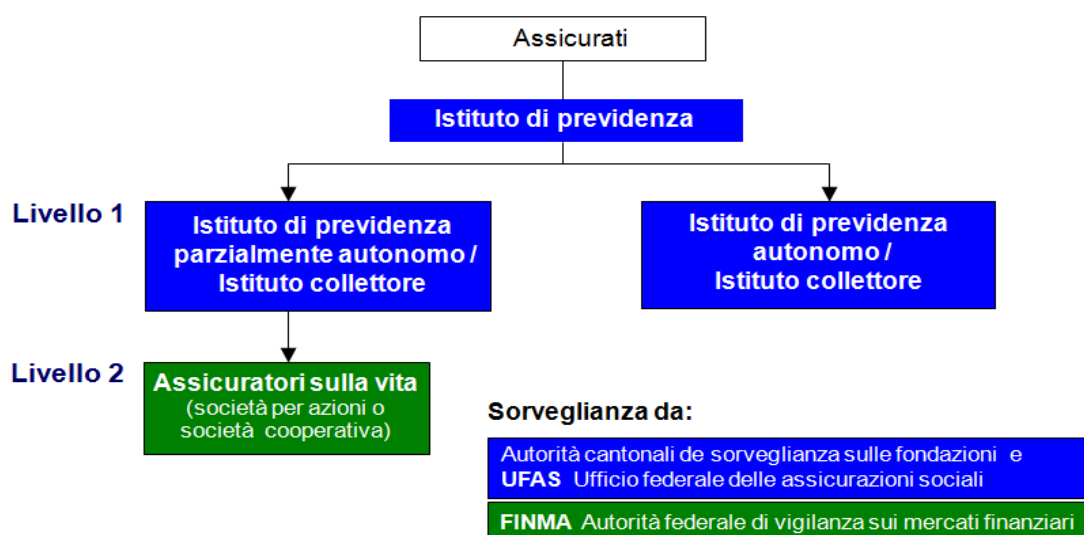 Assicurati
Istituto di previdenza
Livello 1
Istituto di previdenza
parzialmente autonomo /
Istituto collettore
Istituto di previdenza
autonomo /
Istituto collettore
Livello 2
Assicuratori sulla vita
(società per azioni o
società cooperativa)
Sorveglianza da:
Autorità cantonali de sorveglianza sulle fondazioni e
UFAS Ufficio federale delle assicurazioni sociali
FINMA Autorità federale di vigilanza sui mercati finanziari